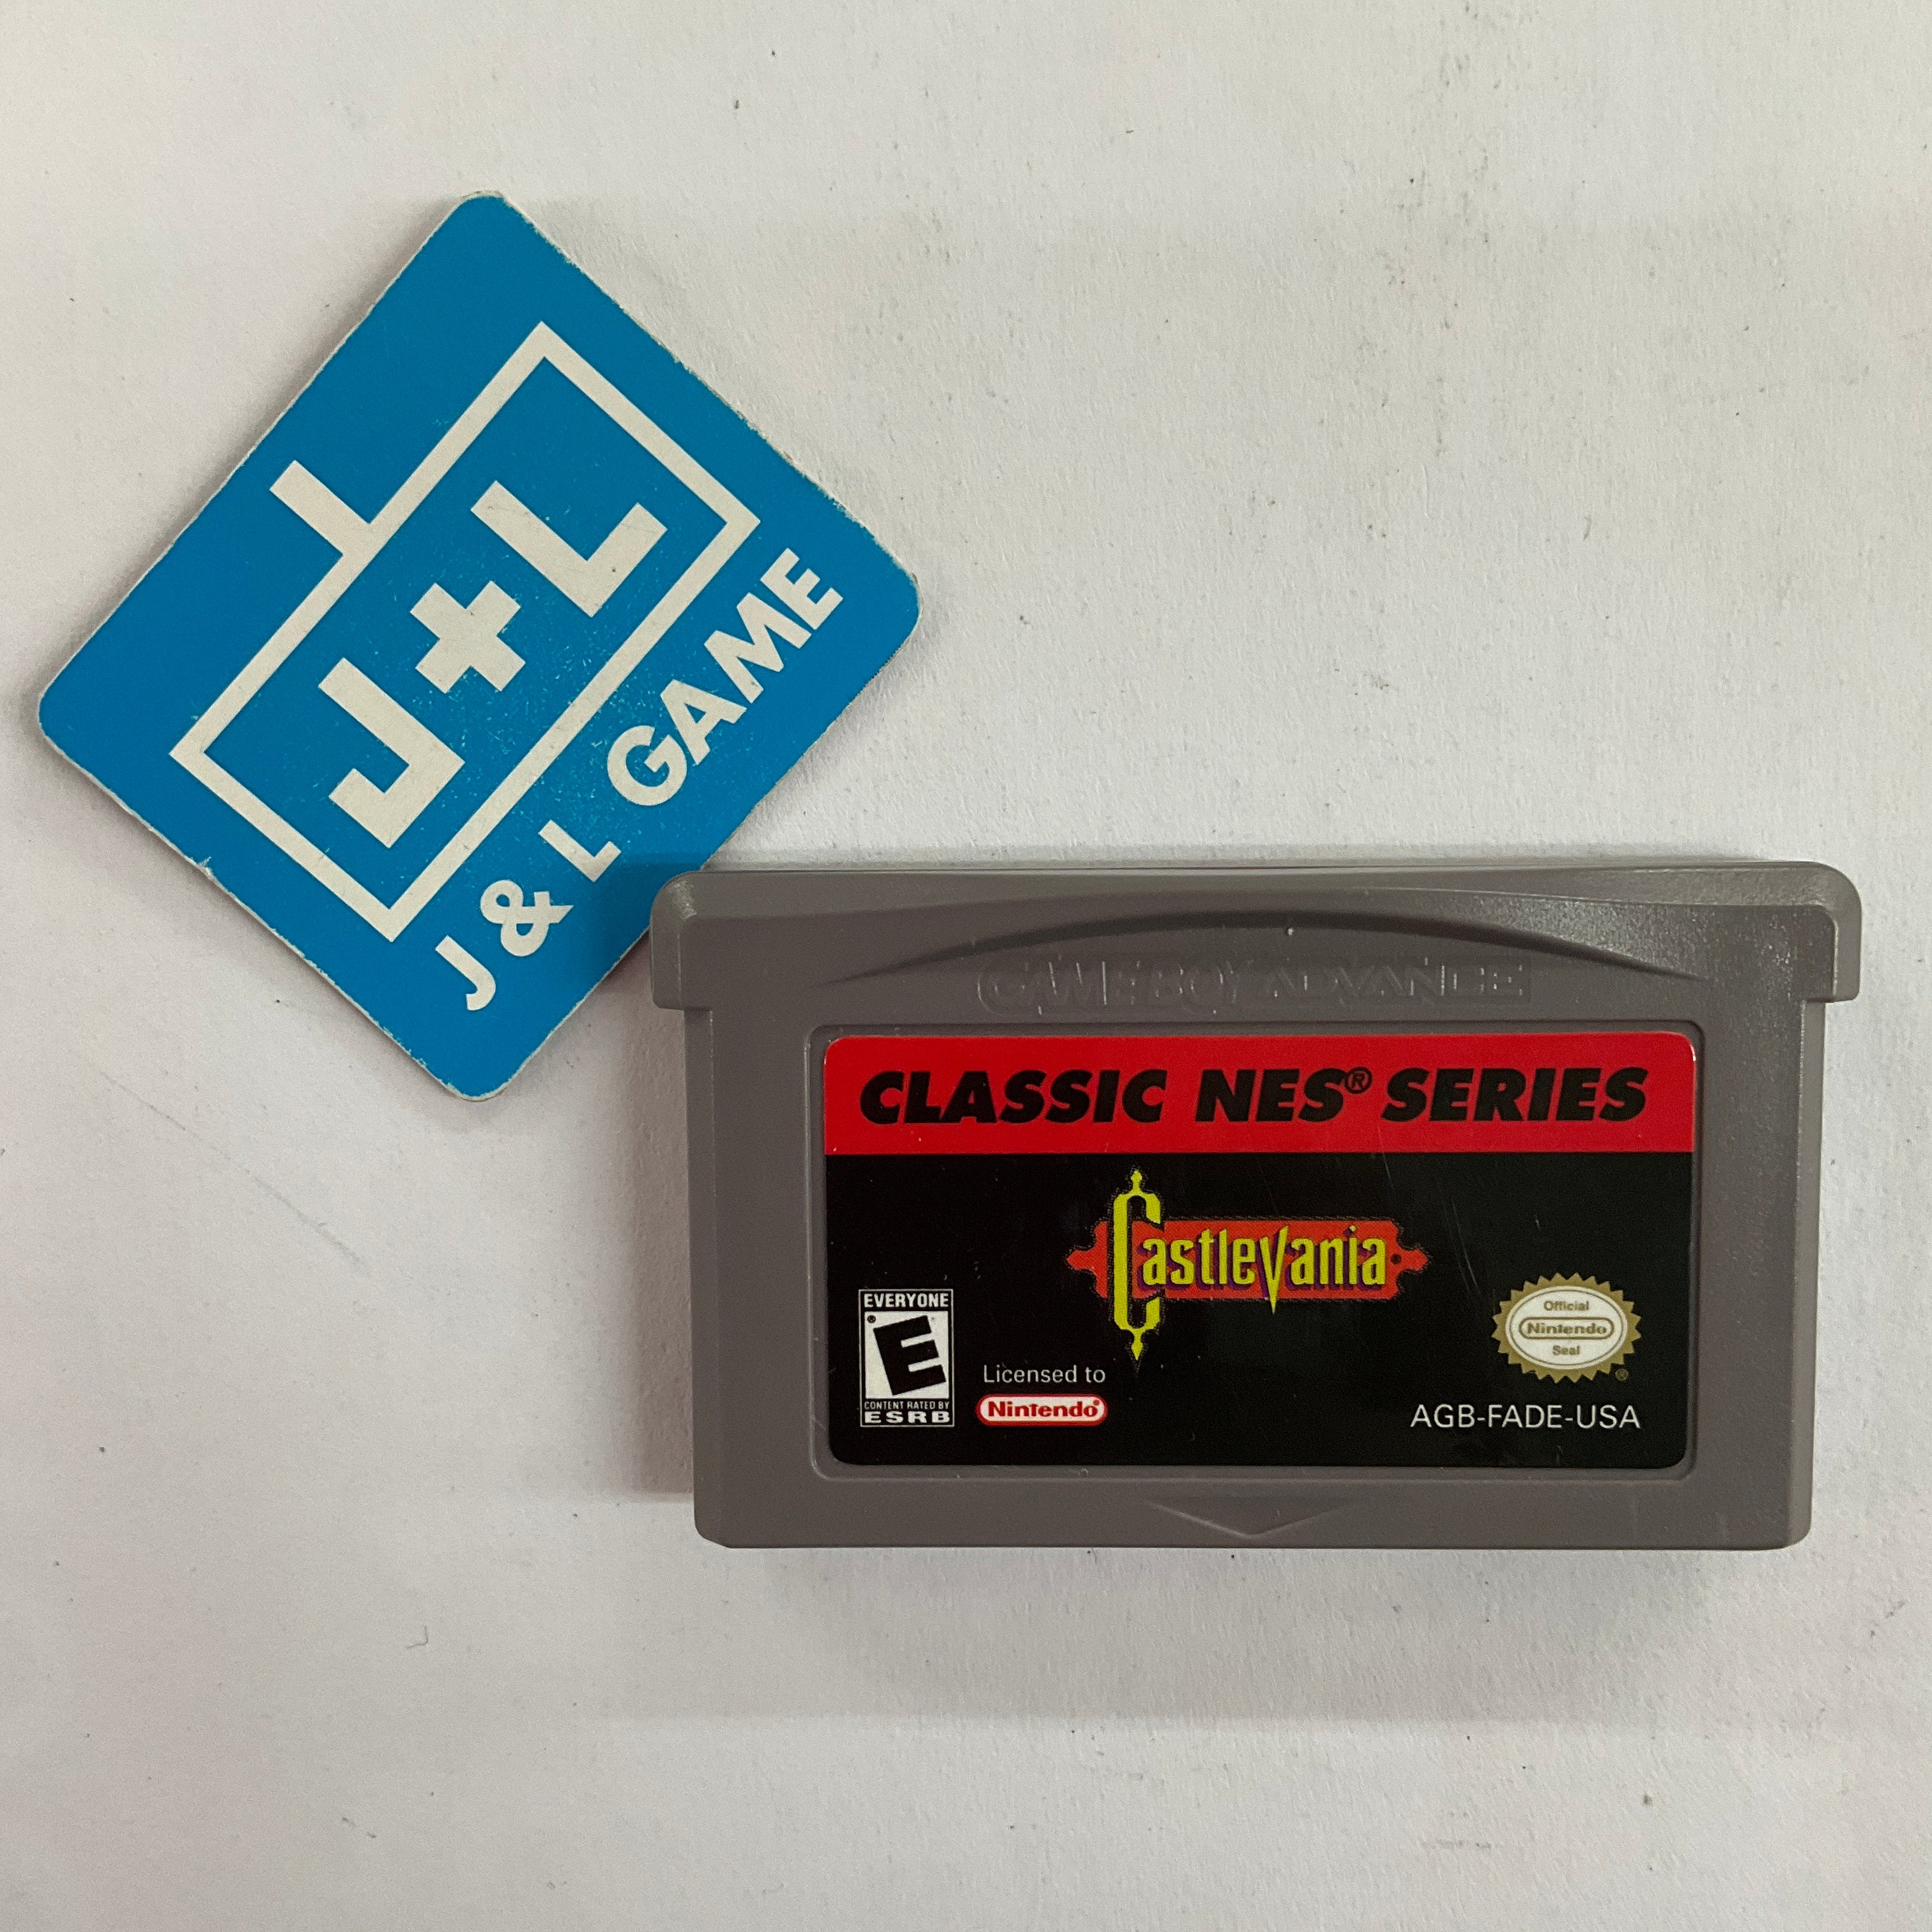 J+L
J & L GAME
GAME BOY ADVANCE
CLASSIC NES® SERIES
Castlevania
EVERYONE
E
CONTENT RATED BY
ESRB
Licensed to
Nintendo®
Official
Nintendo
Seal
AGB-FADE-USA